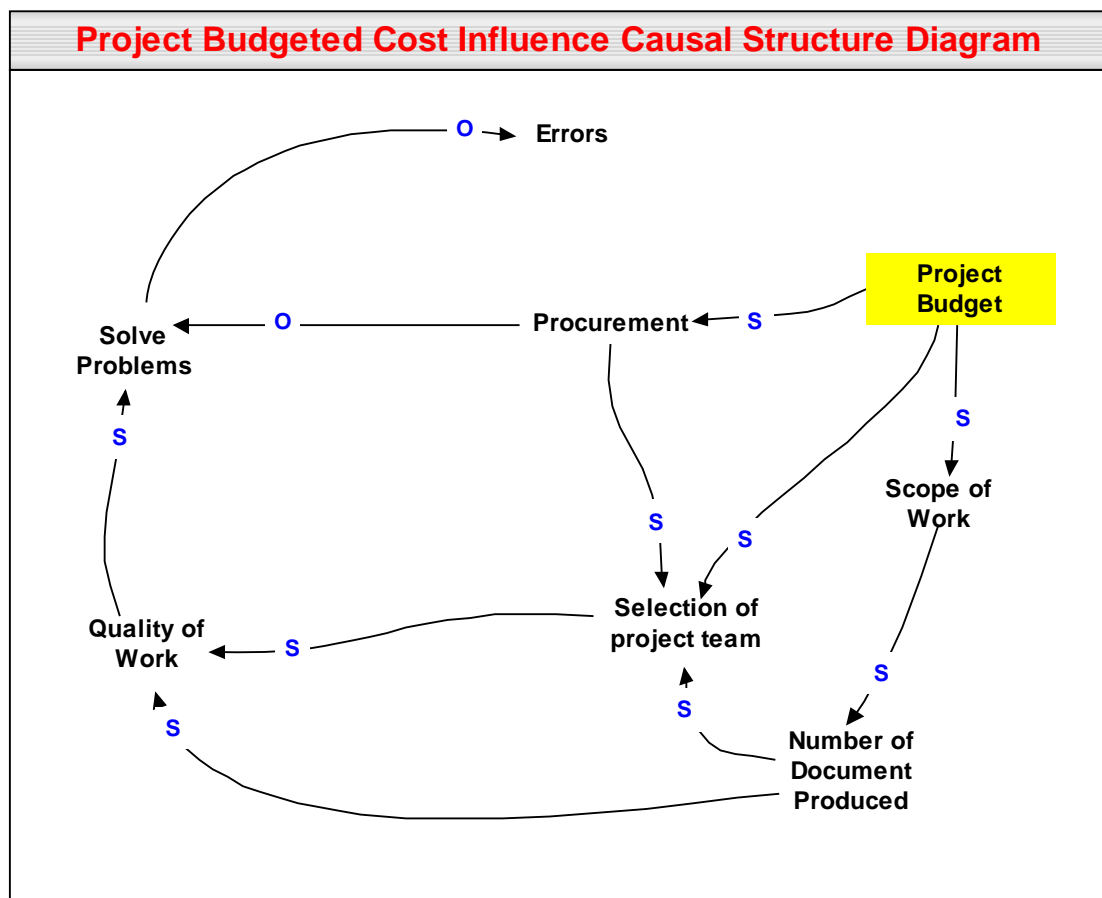 Project Budgeted Cost Influence Causal Structure Diagram
O
Errors
Project
Budget
Solve
Problems
O
Procurement
S
S
S
Scope of
Work
S
S
Quality of
Work
S
Selection of
project team
S
S
S
Number of
Document
Produced